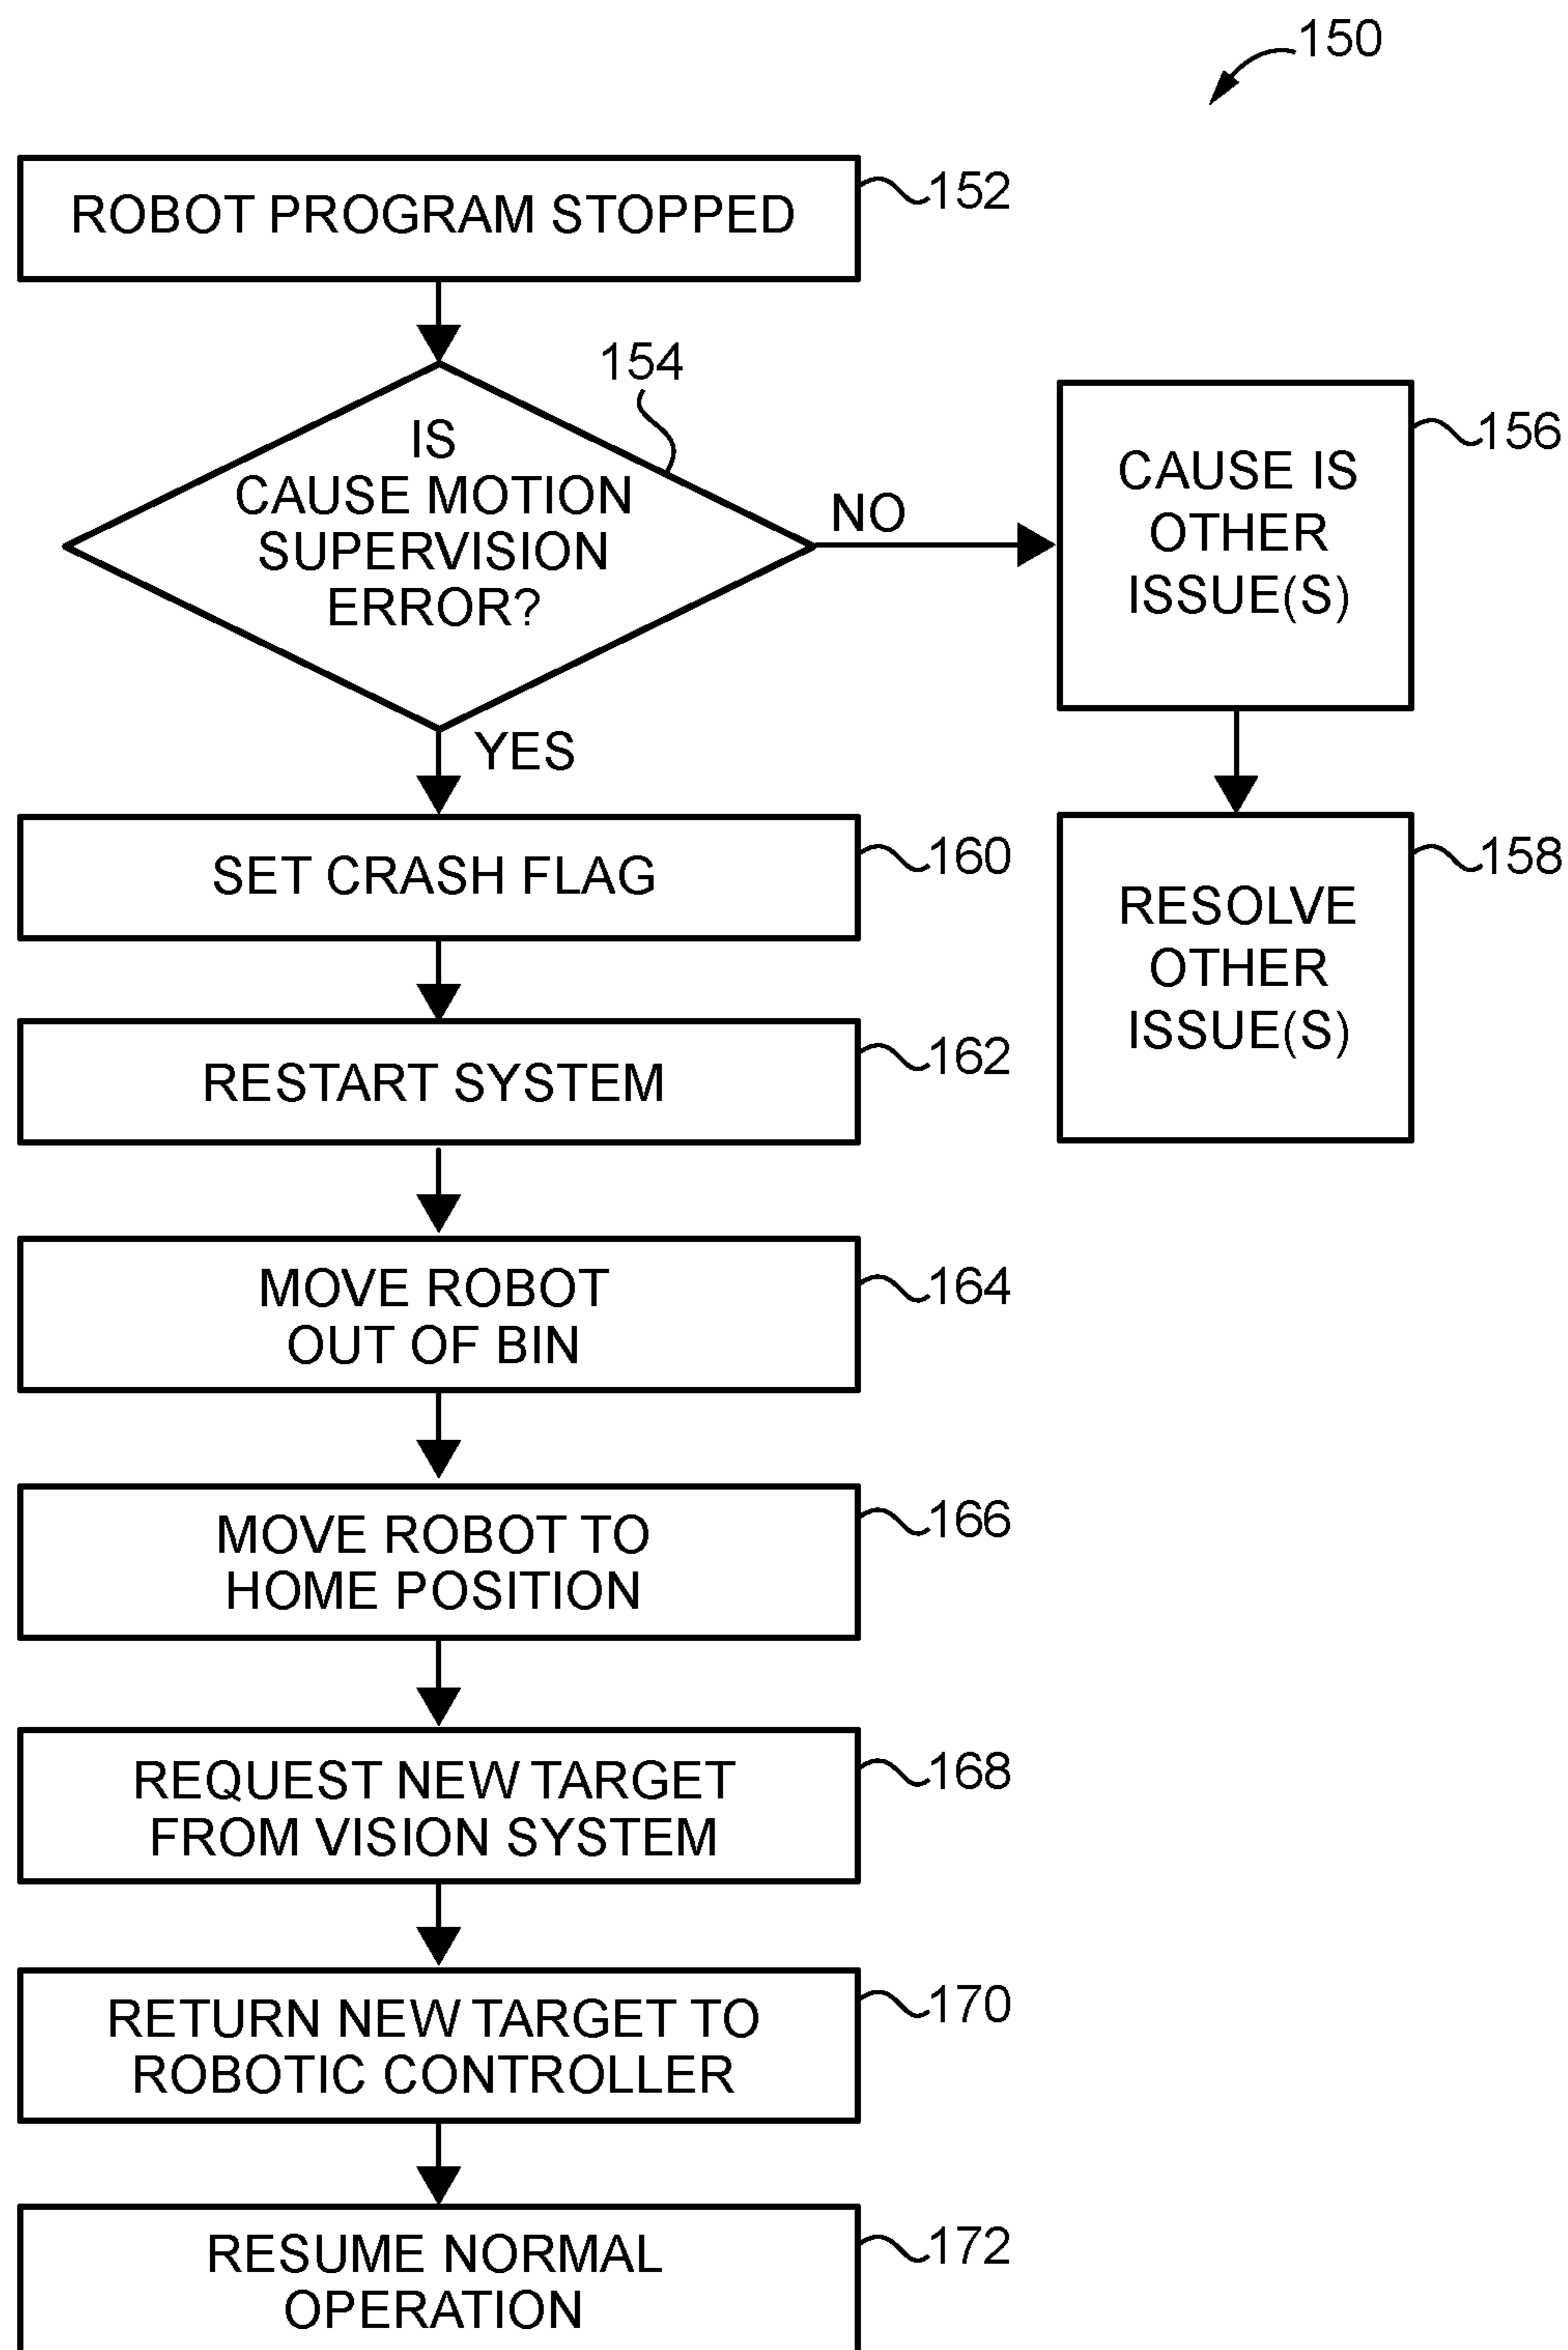 150
ROBOT PROGRAM STOPPED
152
154
IS
CAUSE MOTION
SUPERVISION
ERROR?
NO
156
CAUSE IS
OTHER
ISSUE(S)
YES
SET CRASH FLAG
160
158
RESOLVE
OTHER
ISSUE(S)
RESTART SYSTEM
162
MOVE ROBOT
OUT OF BIN
164
MOVE ROBOT TO
HOME POSITION
166
REQUEST NEW TARGET
FROM VISION SYSTEM
168
RETURN NEW TARGET TO
ROBOTIC CONTROLLER
170
RESUME NORMAL
OPERATION
172